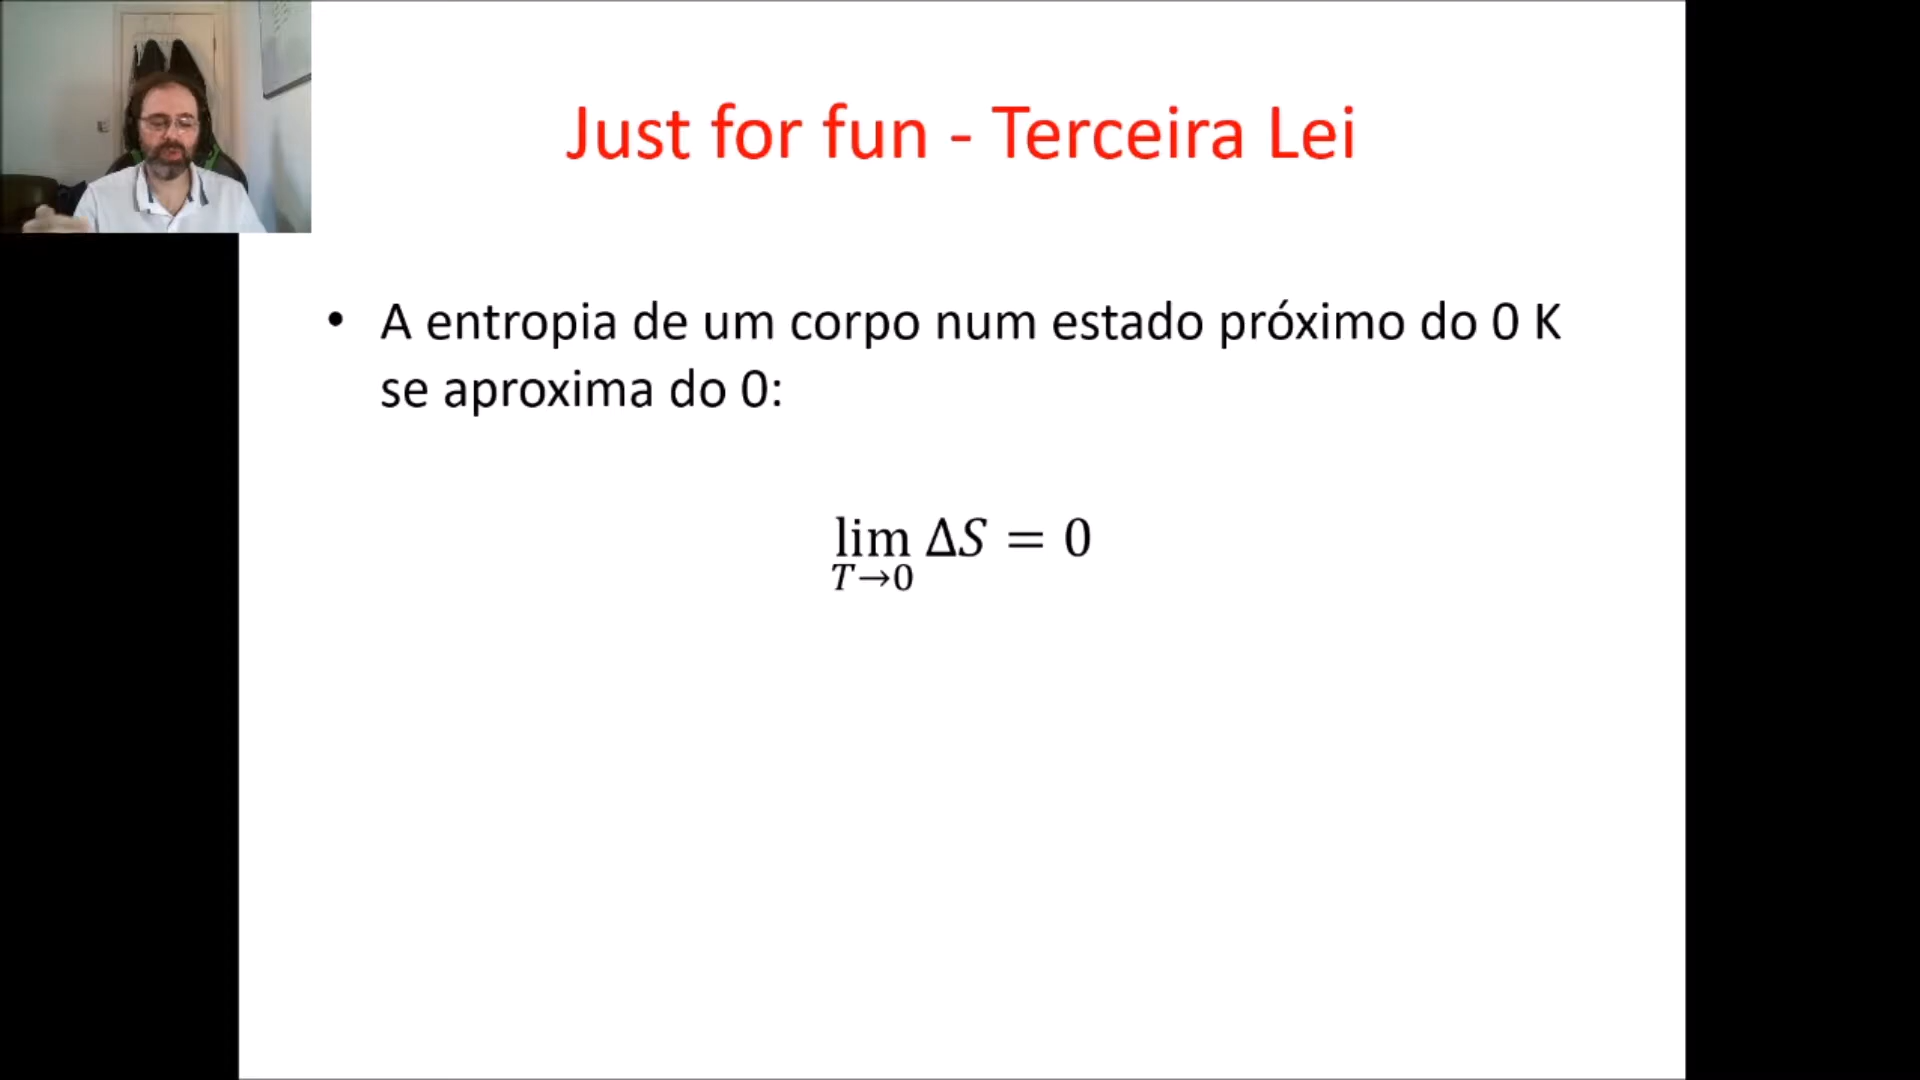 Just for fun - Terceira Lei
• A entropia de um corpo num estado próximo do 0 K
se aproxima do 0:
lim ΔS = 0
T→0